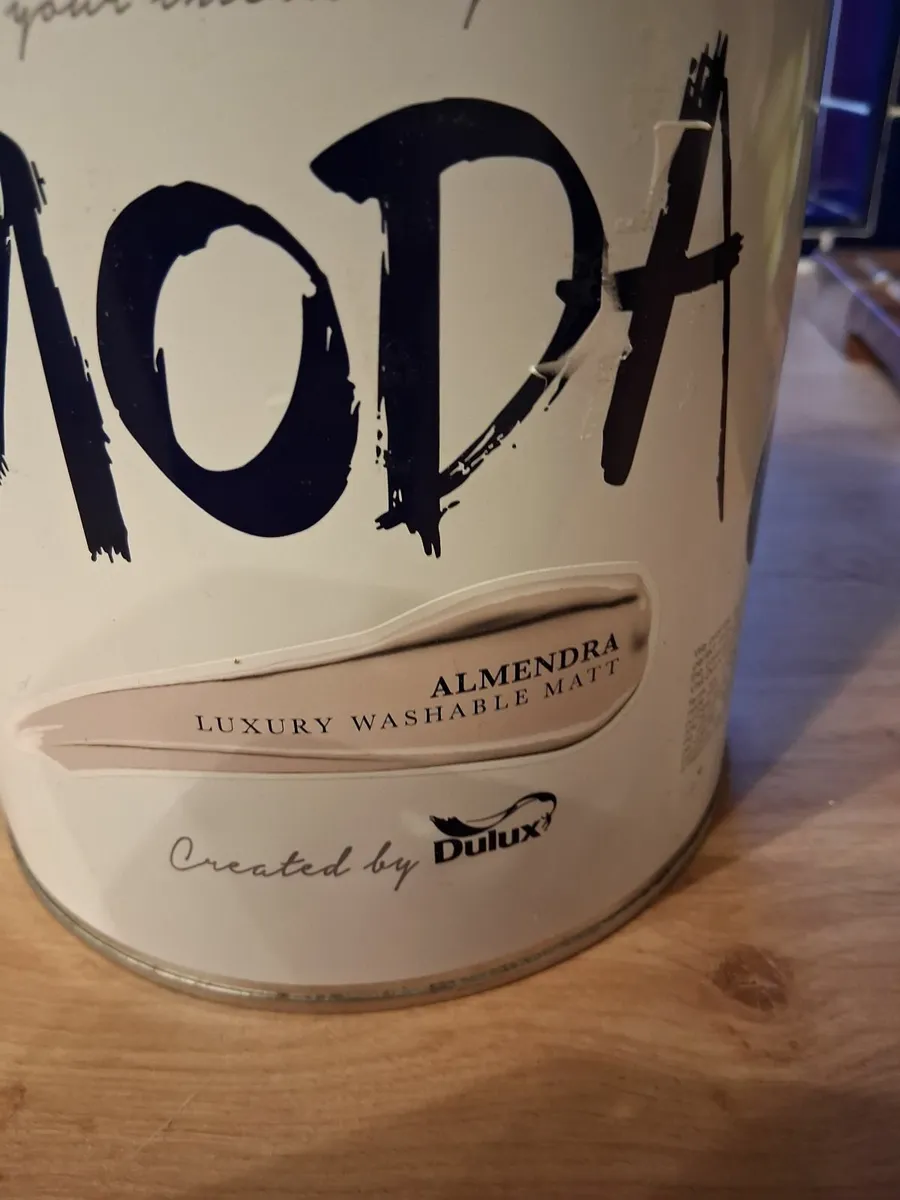 your
MODA
ALMENDRA
LUXURY WASHABLE MATT
Created by Dulux